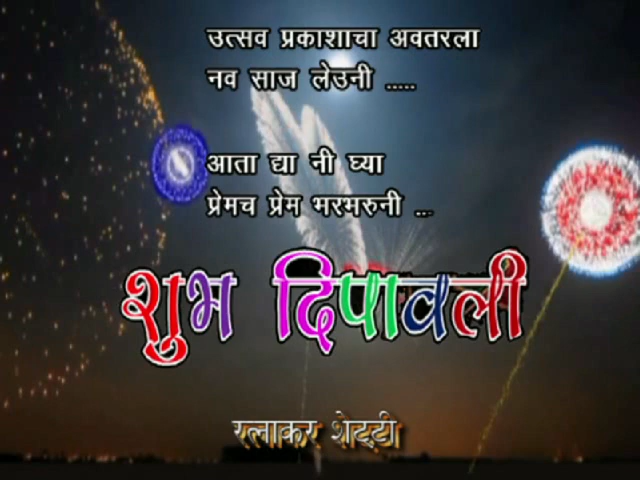 उत्सव प्रकाशाचा अवतरला
नव साज लेउनी .....
आता द्या नी घ्या
प्रेमच प्रेम भरभरुनी ...
शुभ दिपावली
रत्नाकर शेट्टी